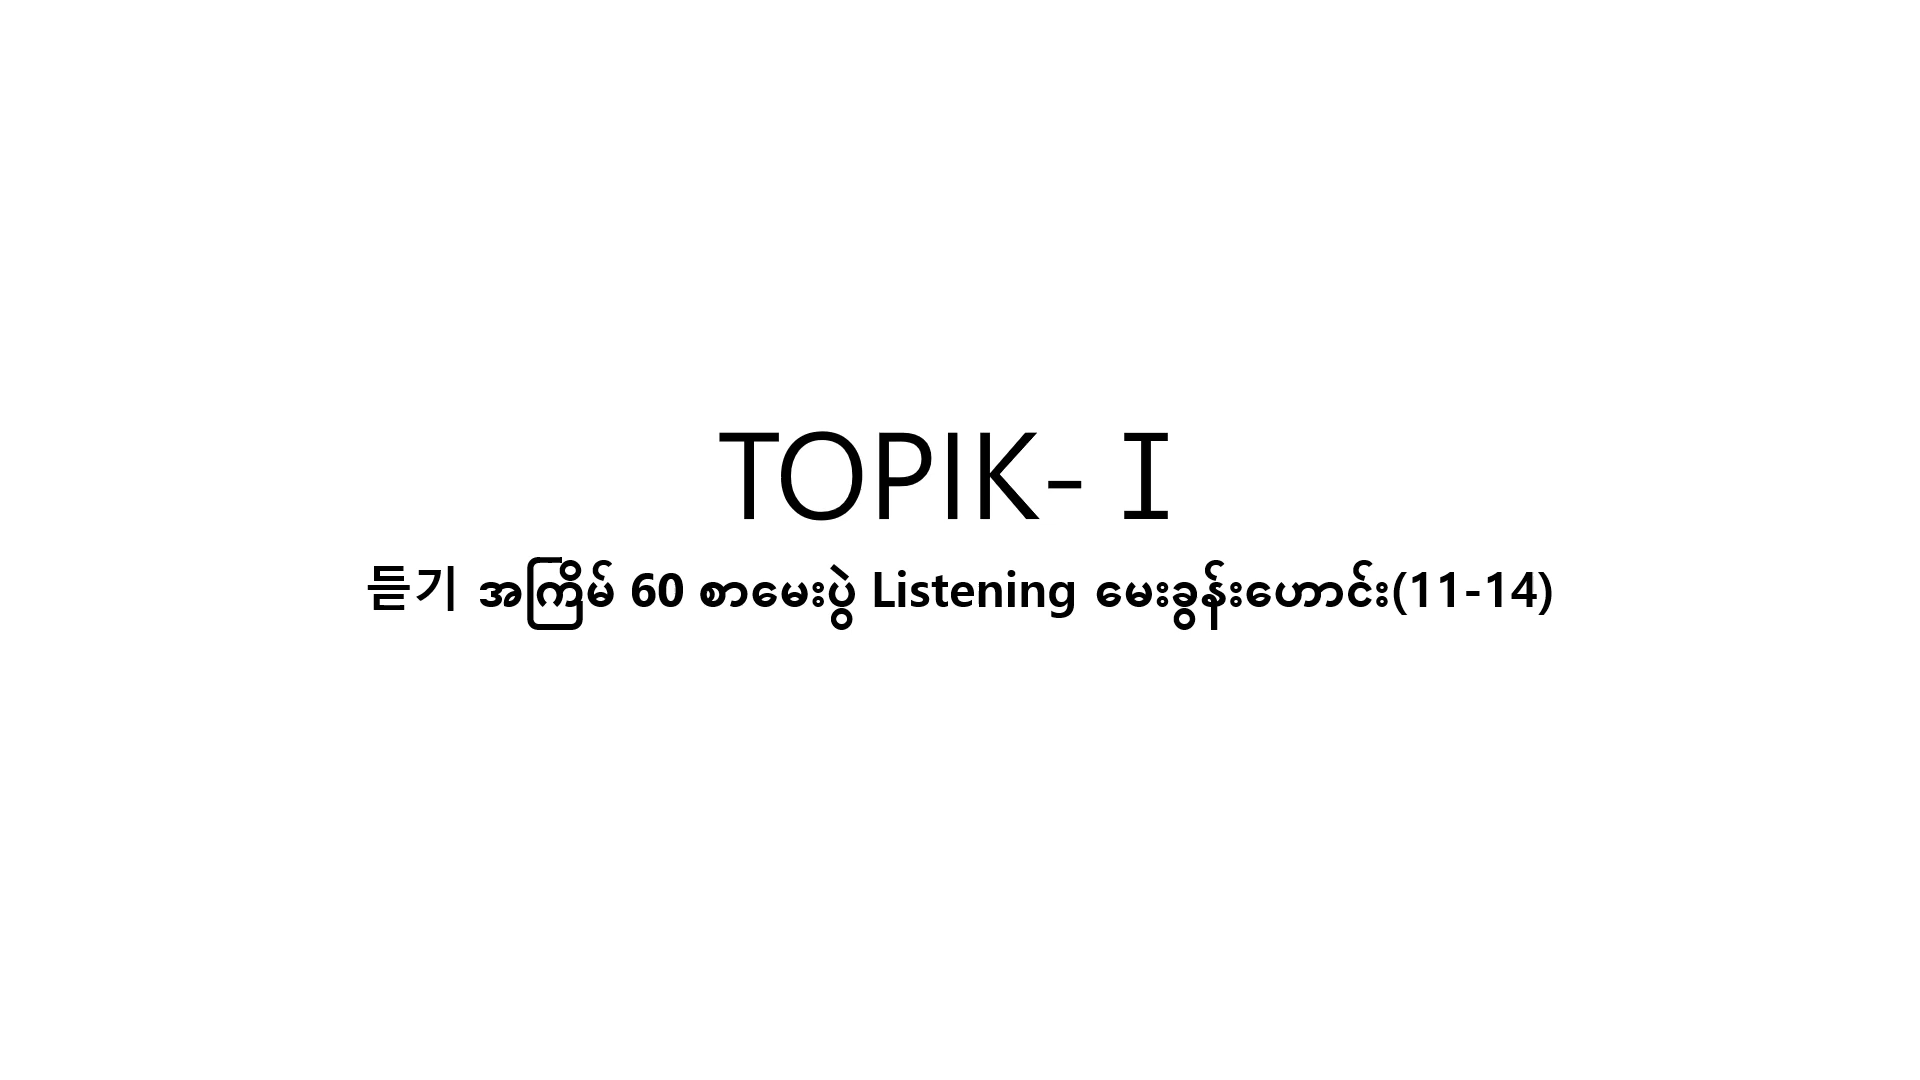 TOPIK- I
듣기 အကြိမ် 60 စာမေးပွဲ Listening မေးခွန်းဟောင်း(11-14)